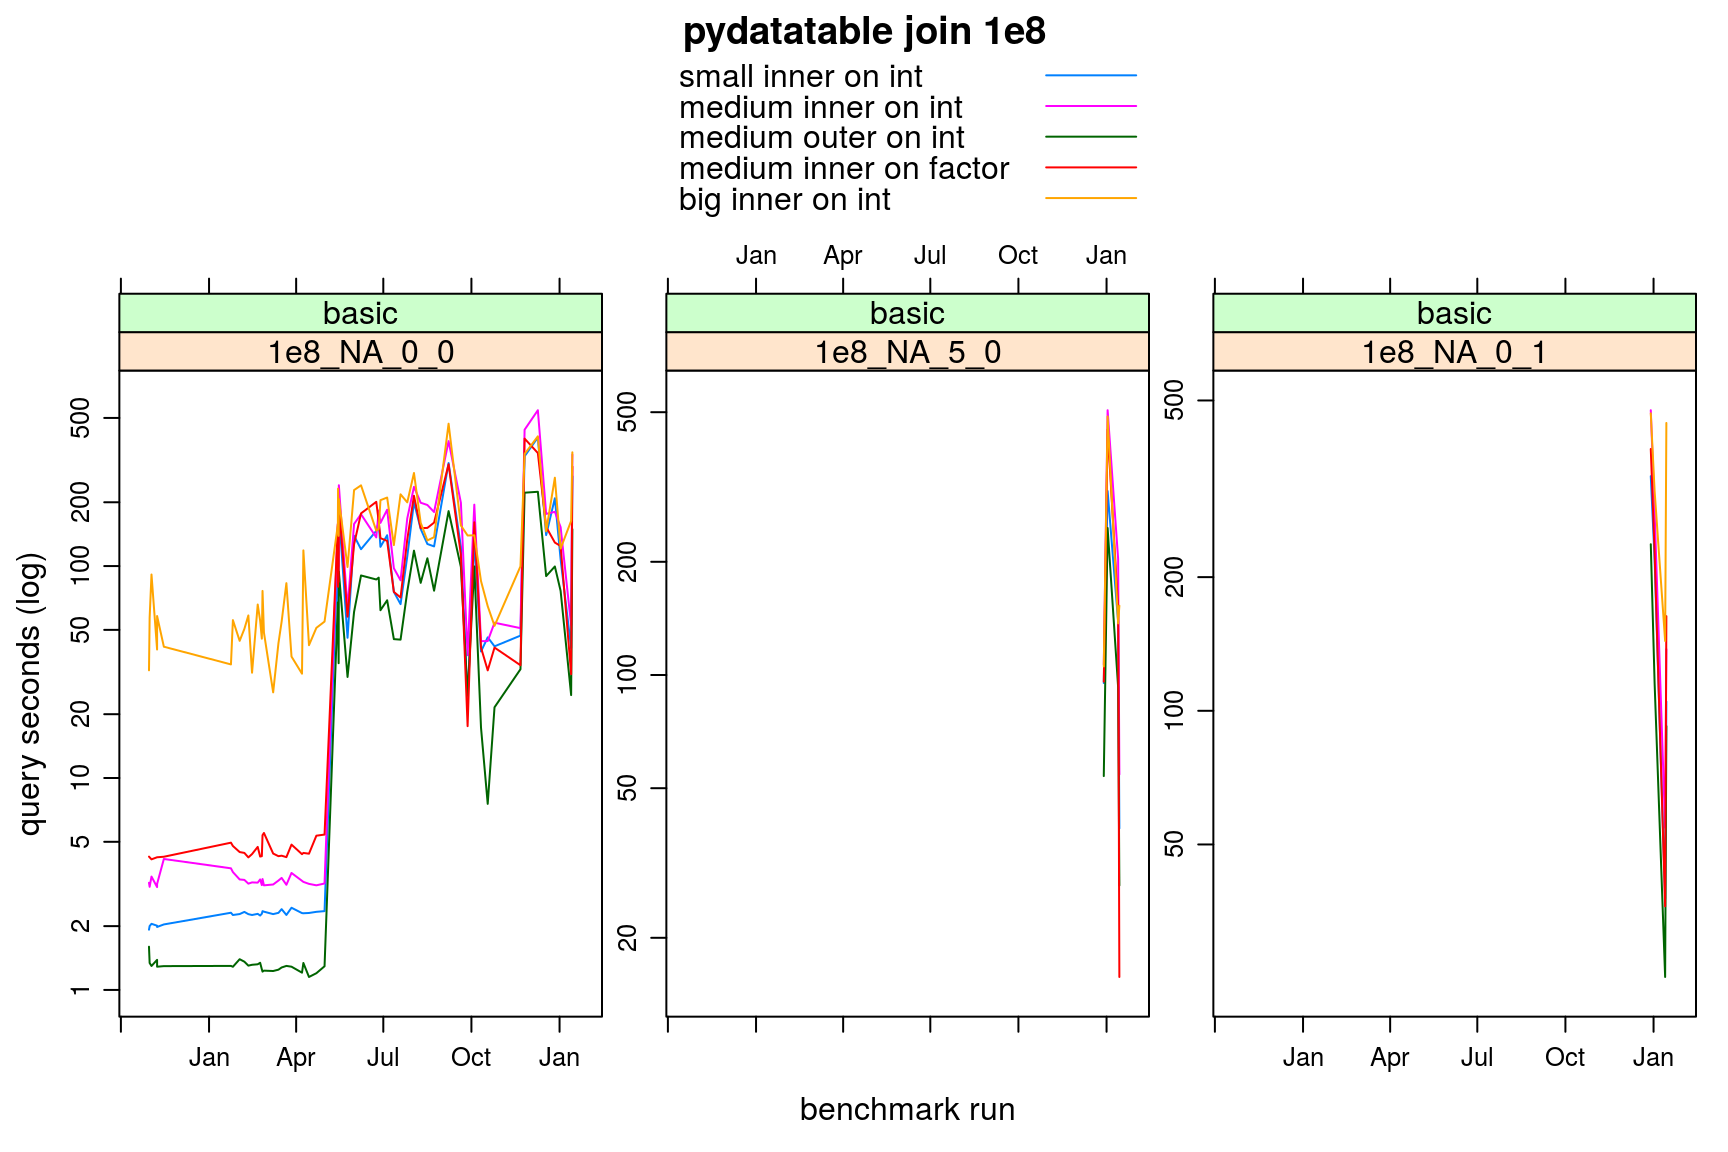 pydatatable join 1e8
small inner on int
medium inner on int
medium outer on int
medium inner on factor
big inner on int
Jan Apr Jul Oct Jan
basic basic basic
1e8_NA_0_0 1e8_NA_5_0 1e8_NA_0_1
query seconds (log)
500
200
100
50
20
10
5
2
1
500
200
100
50
20
500
200
100
50
Jan Apr Jul Oct Jan
Jan Apr Jul Oct Jan
benchmark run